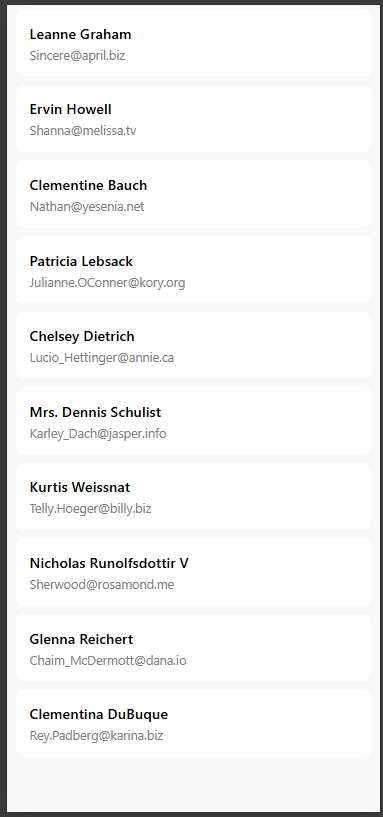 Leanne Graham
Sincere@april.biz
Ervin Howell
Shanna@melissa.tv
Clementine Bauch
Nathan@yesenia.net
Patricia Lebsack
Julianne.OConner@kory.org
Chelsey Dietrich
Lucio_Hettinger@annie.ca
Mrs. Dennis Schulist
Karley_Dach@jasper.info
Kurtis Weissnat
Telly.Hoeger@billy.biz
Nicholas Runolfsdottir V
Sherwood@rosamond.me
Glenna Reichert
Chaim_McDermott@dana.io
Clementina DuBuque
Rey.Padberg@karina.biz